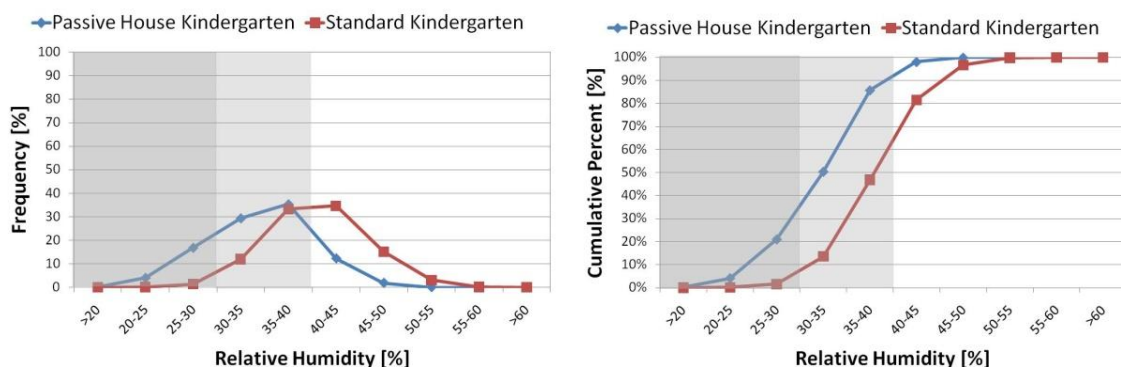 Passive House Kindergarten Standard Kindergarten
Frequency [%]
100
90
80
70
60
50
40
30
20
10
0
>20 20-25 25-30 30-35 35-40 40-45 45-50 50-55 55-60 >60
Relative Humidity [%]
Passive House Kindergarten Standard Kindergarten
Cumulative Percent [%]
100%
90%
80%
70%
60%
50%
40%
30%
20%
10%
0%
>20 20-25 25-30 30-35 35-40 40-45 45-50 50-55 55-60 >60
Relative Humidity [%]